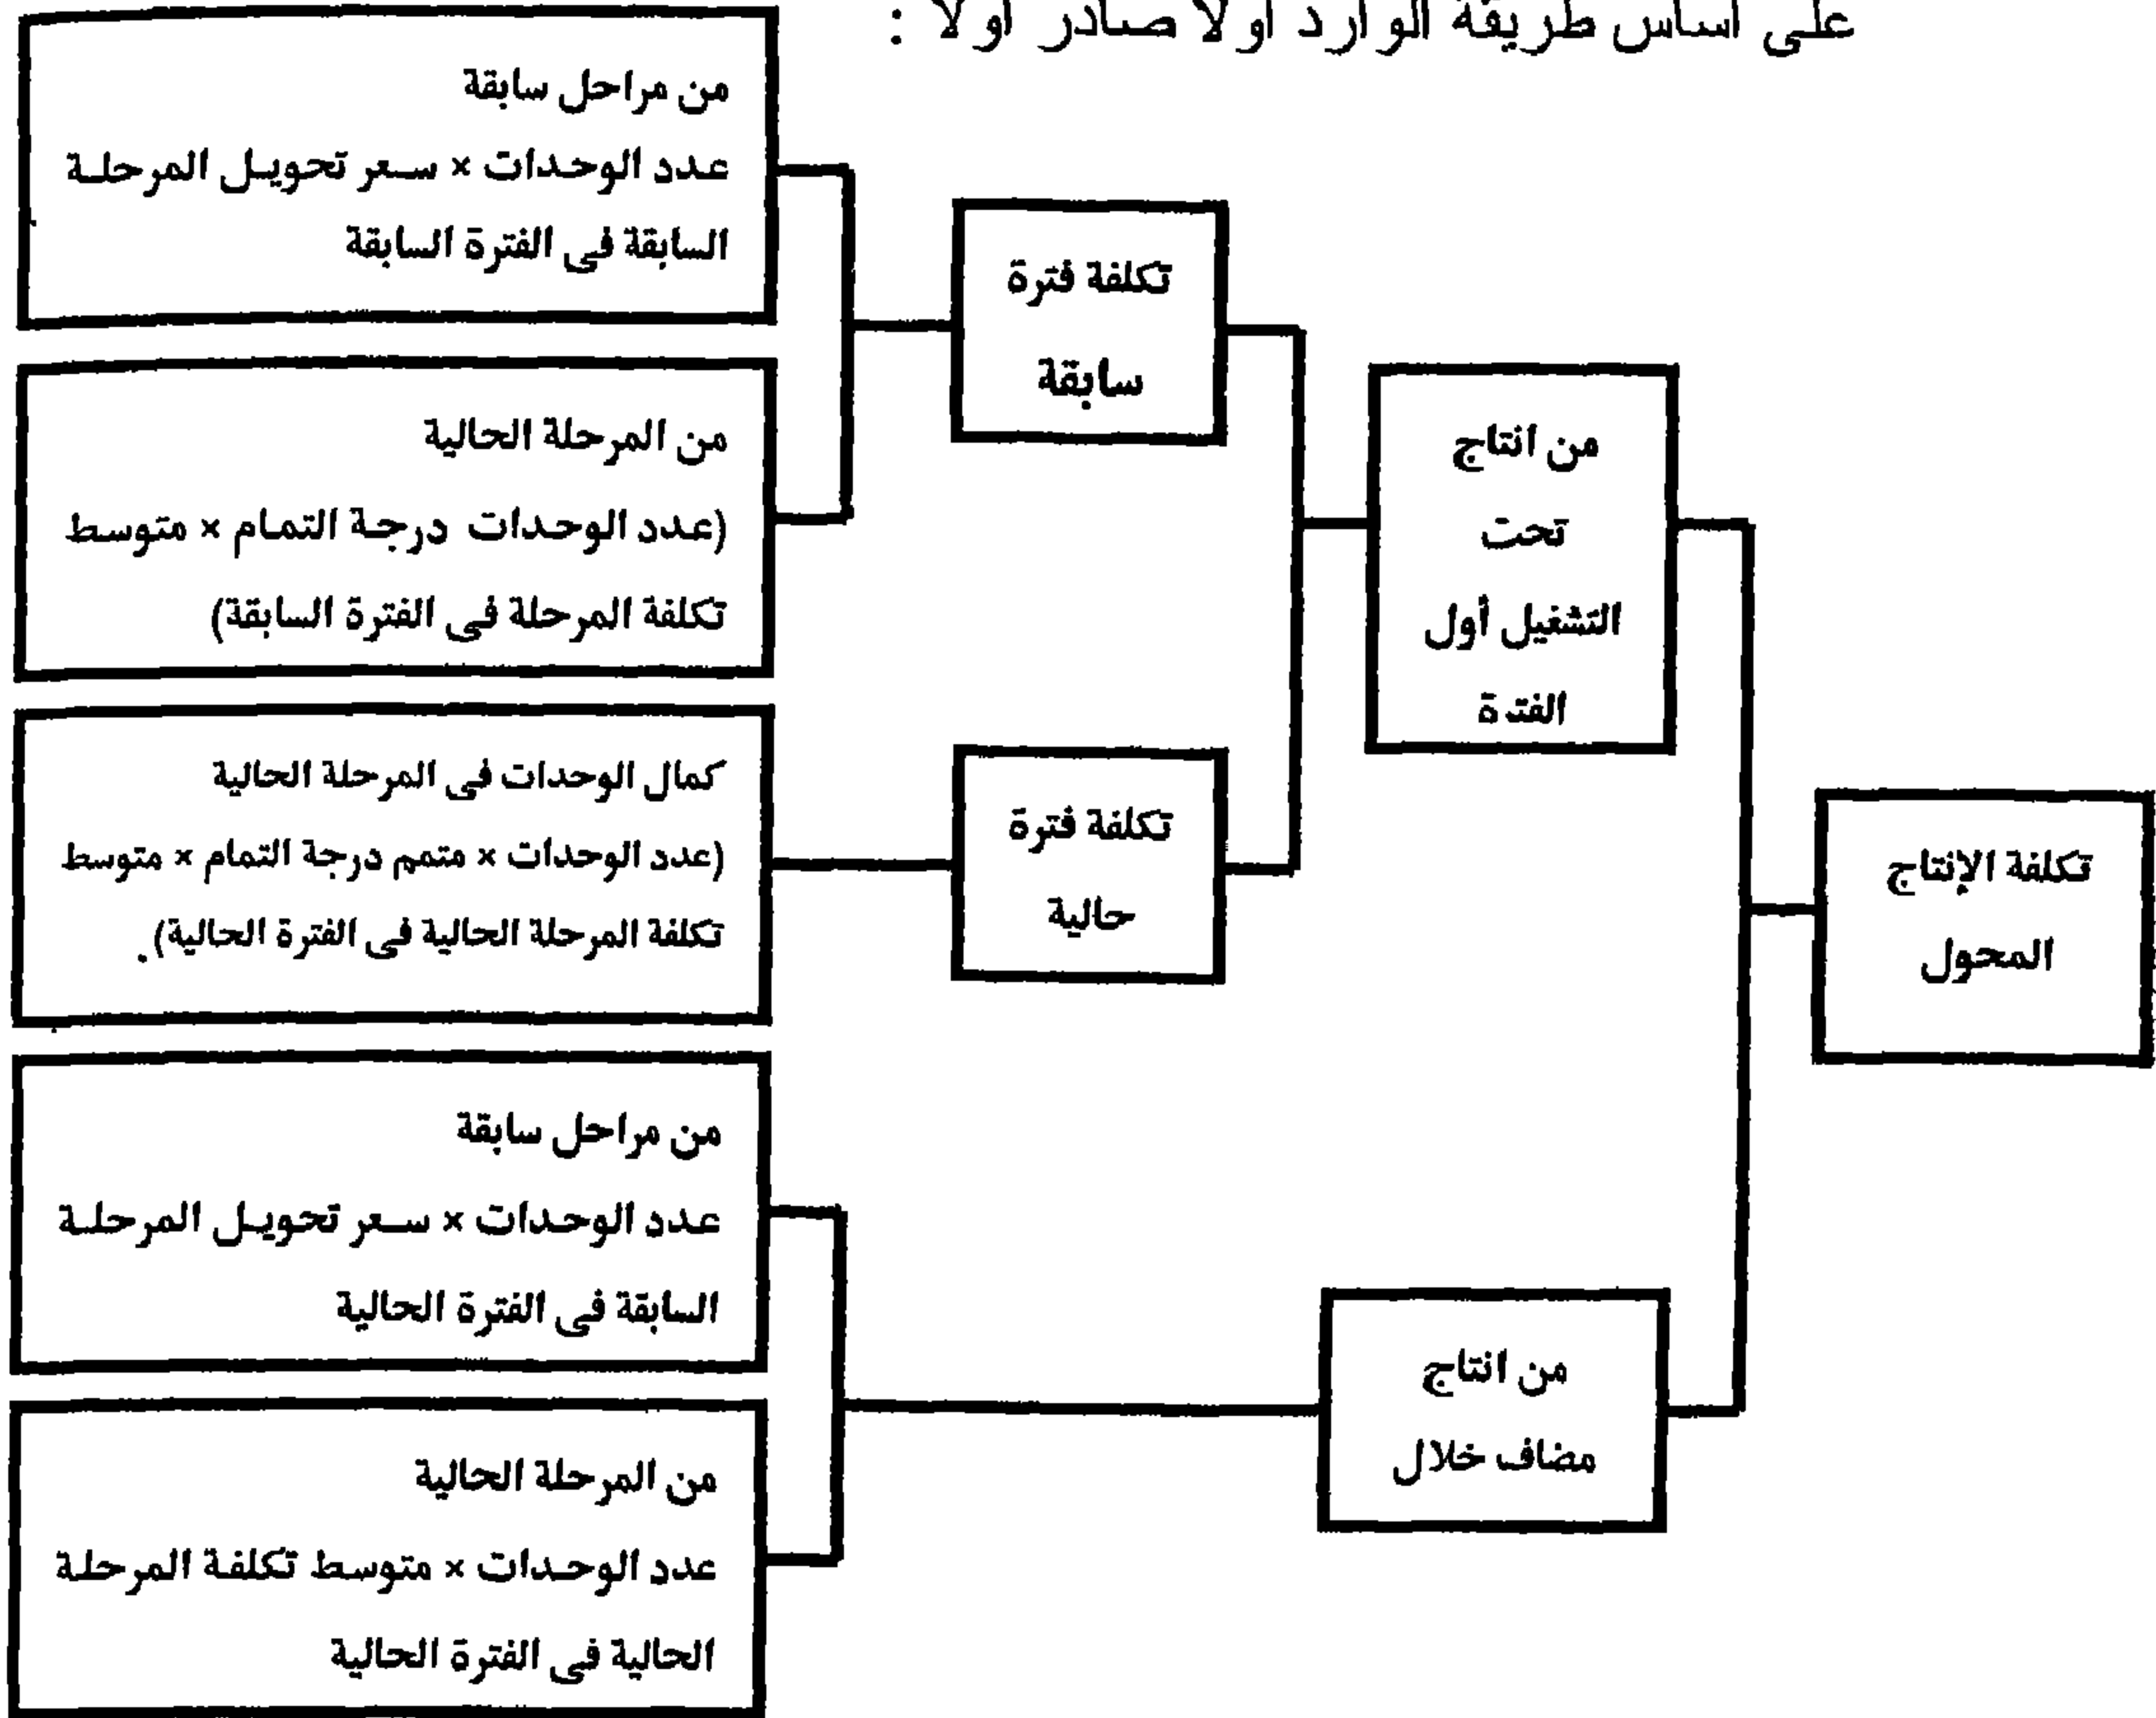 على أساس طريقة الوارد أولا صادر أولا :
تكلفة الإنتاج
المحول
من انتاج
تحت
التشغيل أول
الفترة
تكلفة فترة
سابقة
من مراحل سابقة
عدد الوحدات × سعر تحويل المرحلة
السابقة فى الفترة السابقة
من المرحلة الحالية
(عدد الوحدات درجة التمام × متوسط
تكلفة المرحلة فى الفترة السابقة)
تكلفة فترة
حالية
كمال الوحدات فى المرحلة الحالية
(عدد الوحدات × متمم درجة التمام × متوسط
تكلفة المرحلة الحالية فى الفترة الحالية).
من انتاج
مضاف خلال
من مراحل سابقة
عدد الوحدات × سعر تحويل المرحلة
السابقة فى الفترة الحالية
من المرحلة الحالية
عدد الوحدات × متوسط تكلفة المرحلة
الحالية فى الفترة الحالية